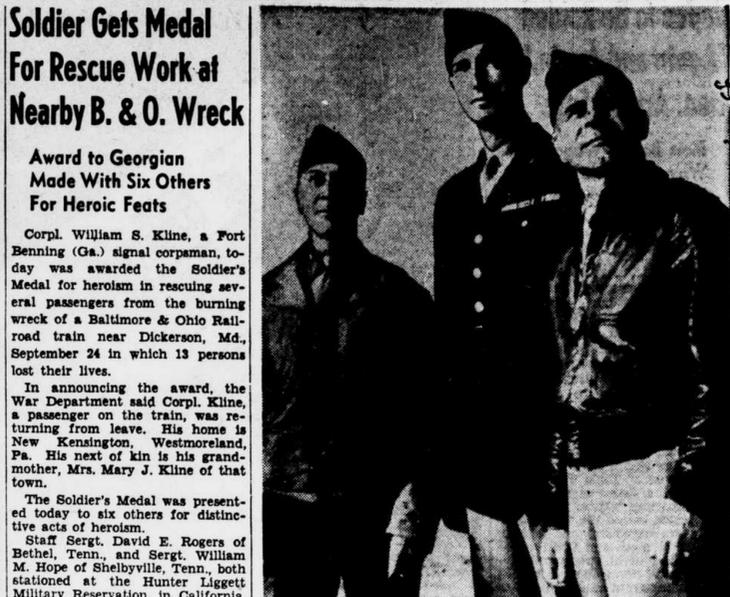 Soldier Gets Medal
For Rescue Work at
Nearby B. & O. Wreck
Award to Georgian
Made With Six Others
For Heroic Feats
Corpl. William S. Kline, a Fort
Benning (Ga.) signal corpsman, to-
day was awarded the Soldier's
Medal for heroism in rescuing sev-
eral passengers from the burning
wreck of a Baltimore & Ohio Rail-
road train near Dickerson, Md.,
September 24 in which 13 persons
lost their lives.
In announcing the award, the
War Department said Corpl. Kline,
a passenger on the train, was re-
turning from leave. His home is
New Kensington, Westmoreland,
Pa. His next of kin is his grand-
mother, Mrs. Mary J. Kline of that
town.
The Soldier's Medal was present-
ed today to six others for distinc-
tive acts of heroism.
Staff Sergt. David E. Rogers of
Bethel, Tenn., and Sergt. William
M. Hope of Shelbyville, Tenn., both
stationed at the Hunter Liggett
Military Reservation, in California,